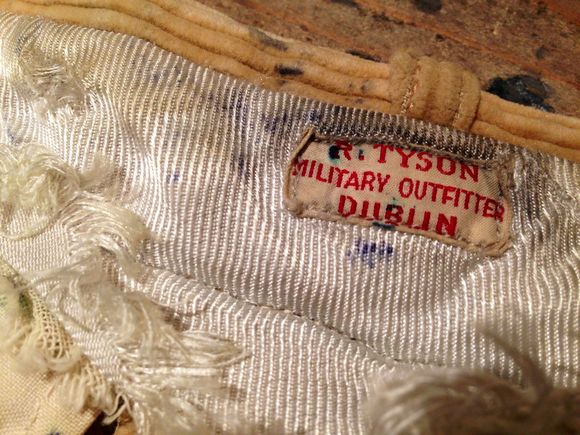 R. TYSON
MILITARY OUTFITTER
DUBLIN